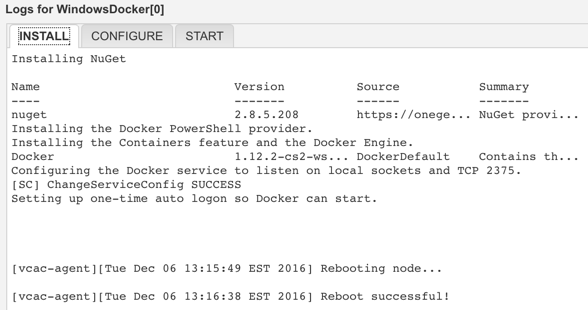 Logs for WindowsDocker[0]
INSTALL CONFIGURE START
Installing NuGet
Name Version Source Summary
---- ------- ------ -------
nuget 2.8.5.208 https://onege... NuGet provi...
Installing the Docker PowerShell provider.
Installing the Containers feature and the Docker Engine.
Docker 1.12.2-cs2-ws... DockerDefault Contains th...
Configuring the Docker service to listen on local sockets and TCP 2375.
[SC] ChangeServiceConfig SUCCESS
Setting up one-time auto logon so Docker can start.
[vcac-agent][Tue Dec 06 13:15:49 EST 2016] Rebooting node...
[vcac-agent][Tue Dec 06 13:16:38 EST 2016] Reboot successful!